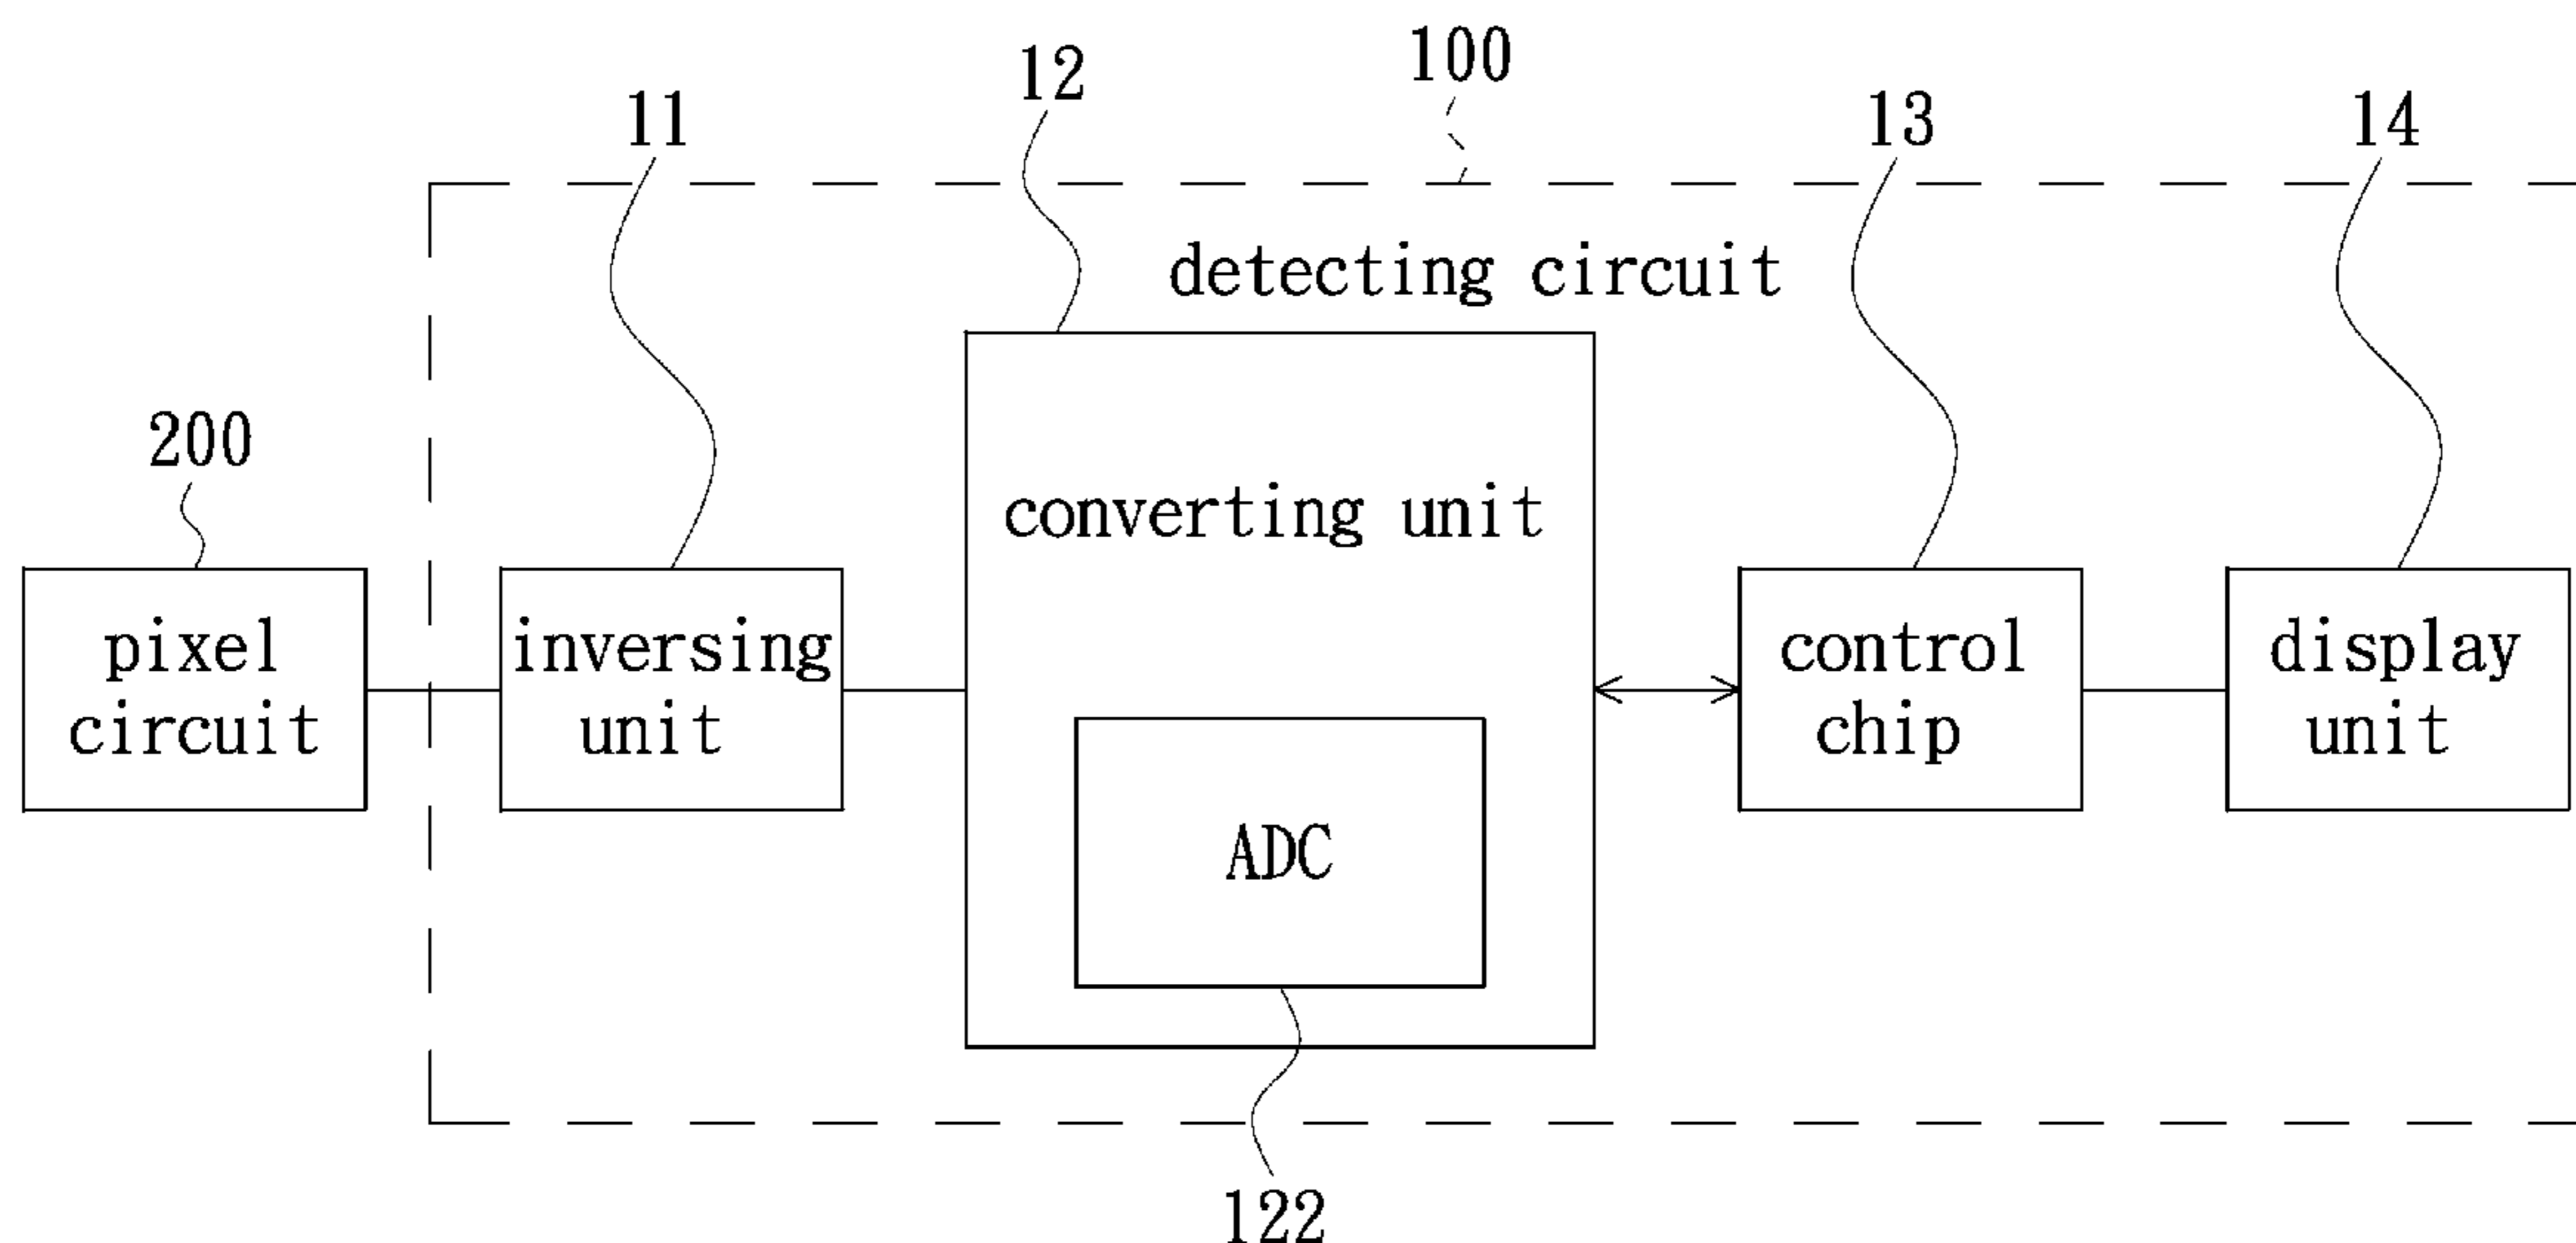 100
12
11
13
14
detecting circuit
200
converting unit
pixel
circuit
inversing
unit
control
chip
display
unit
ADC
122